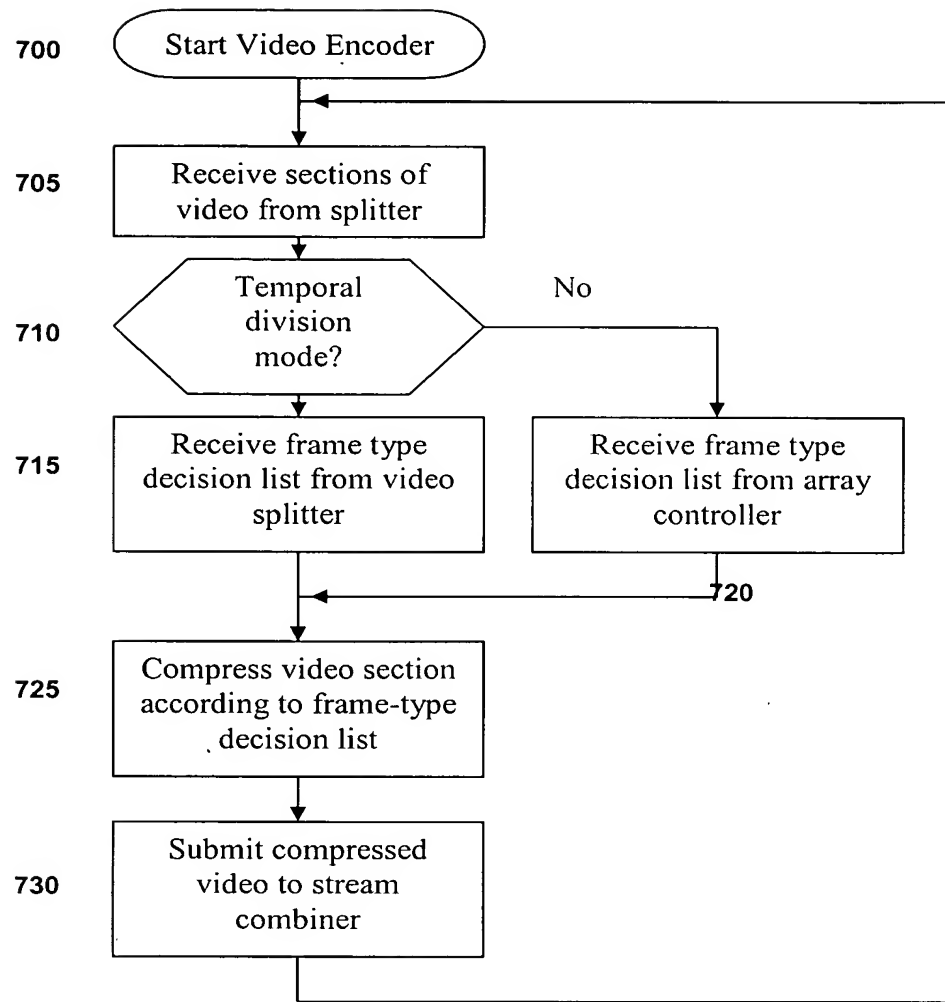 700
Start Video Encoder
705
Receive sections of
video from splitter
710
Temporal
division
mode?
No
715
Receive frame type
decision list from video
splitter
Receive frame type
decision list from array
controller
720
725
Compress video section
according to frame-type
decision list
730
Submit compressed
video to stream
combiner